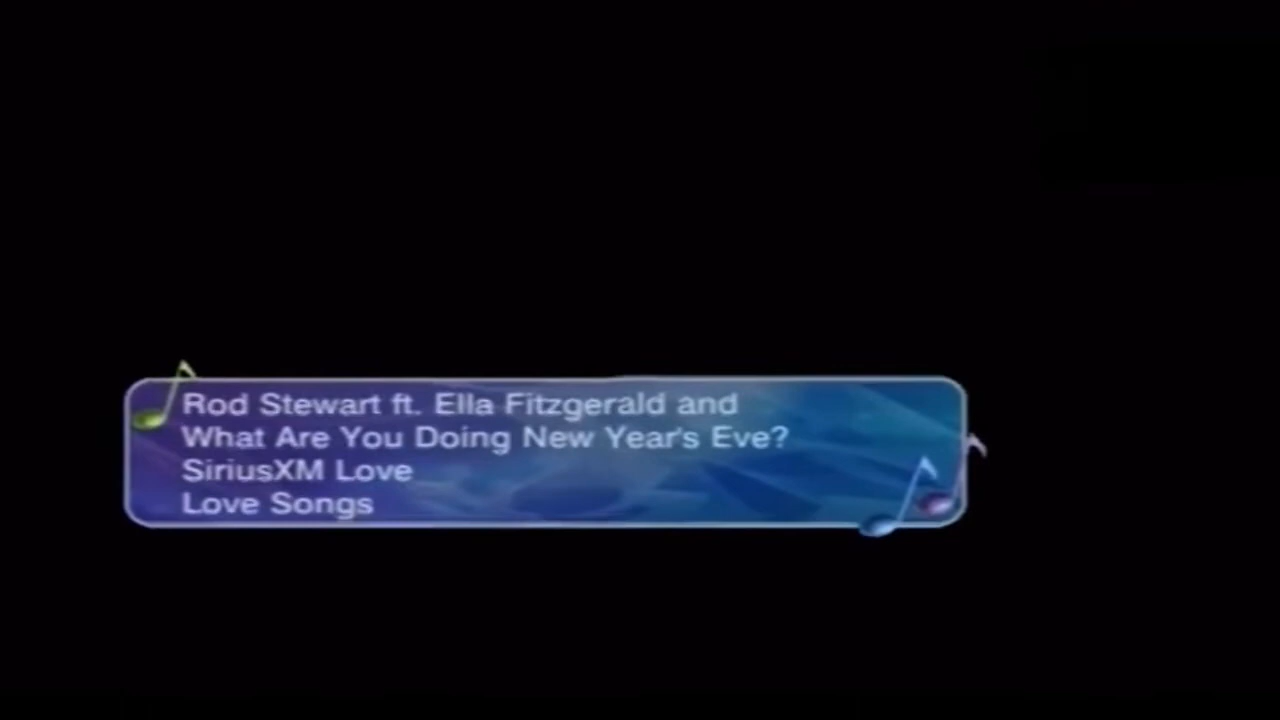 Rod Stewart ft. Ella Fitzgerald and
What Are You Doing New Year's Eve?
SiriusXM Love
Love Songs